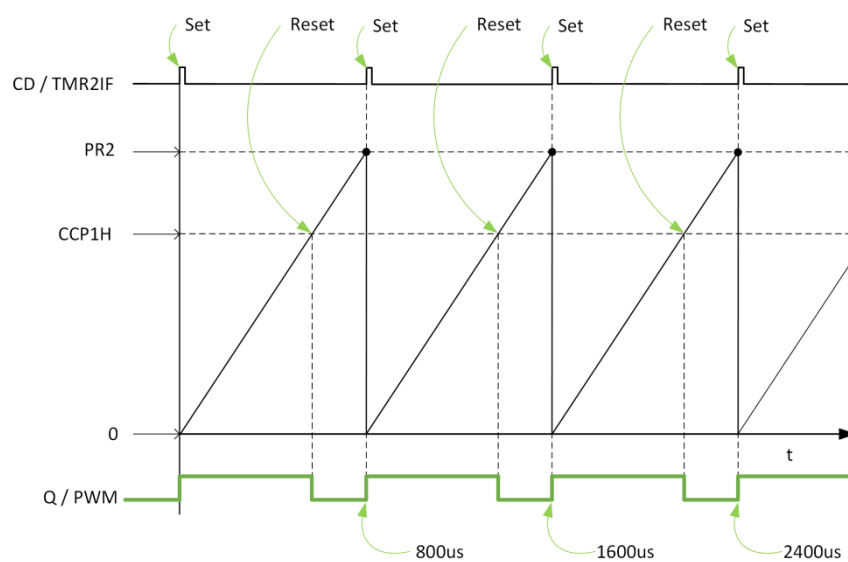 Set Reset Set Reset Set Reset Set
CD / TMR2IF
PR2
CCP1H
0
t
Q / PWM
800us 1600us 2400us